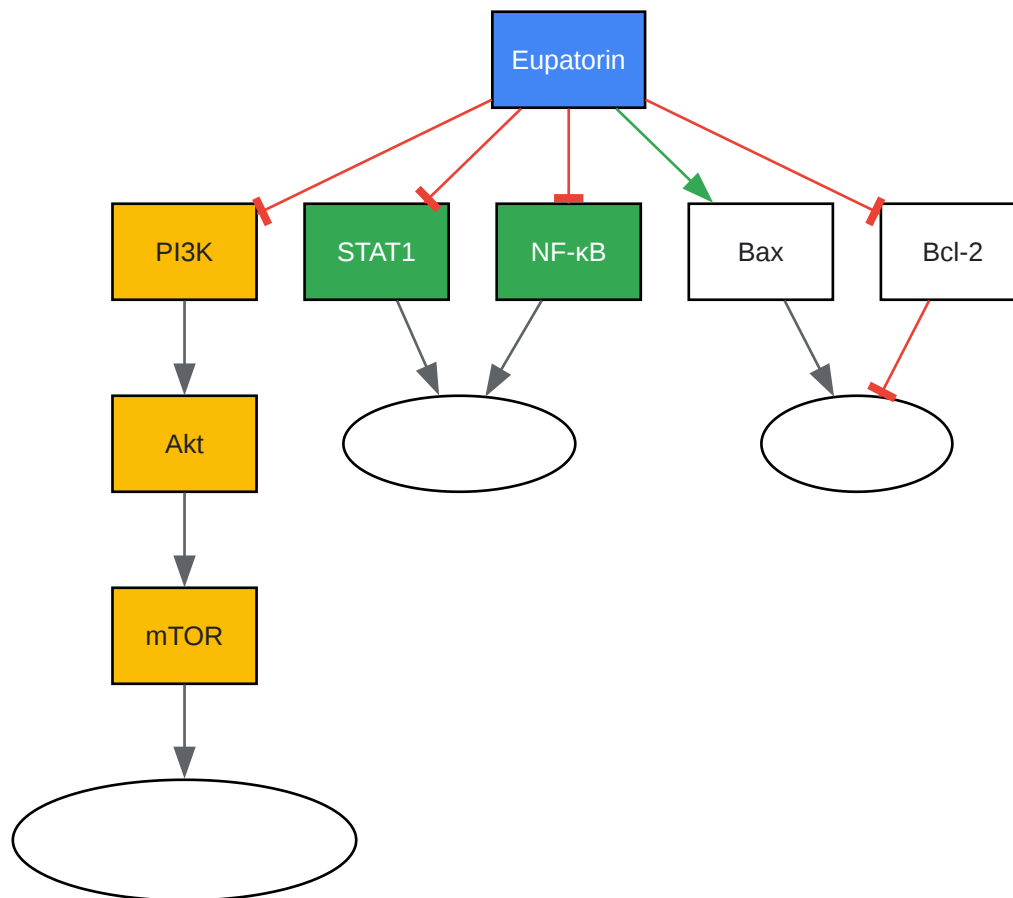 Eupatorin
PI3K
STAT1
NF-κB
Bax
Bcl-2
Akt
mTOR